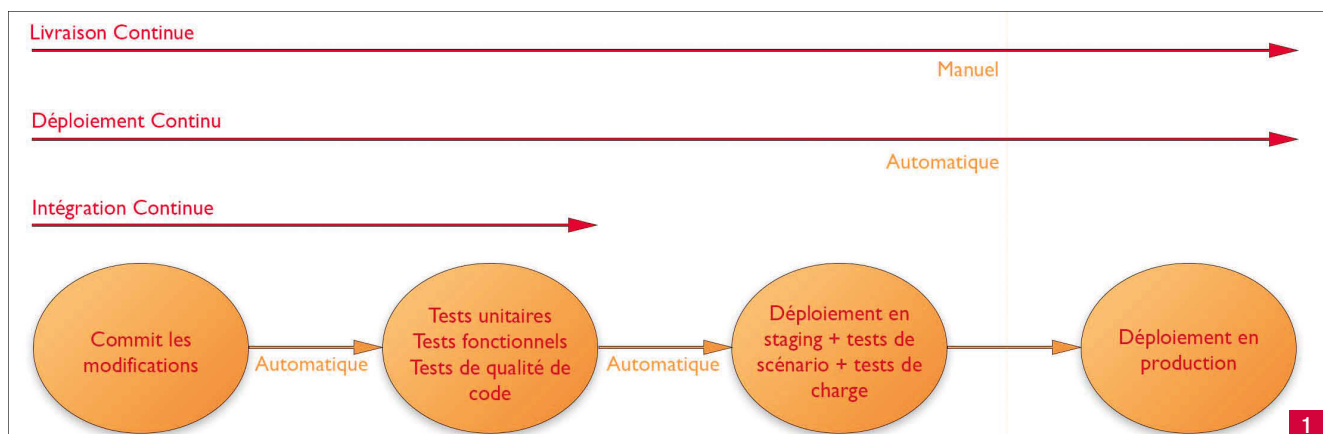 Livraison Continue
Manuel
Déploiement Continu
Automatique
Intégration Continue
Commit les
modifications
Automatique
Tests unitaires
Tests fonctionnels
Tests de qualité de
code
Automatique
Déploiement en
staging + tests de
scénario + tests de
charge
Déploiement en
production
1